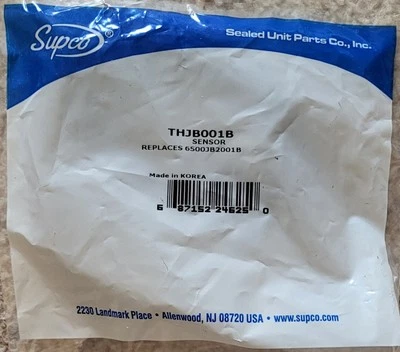 Supco
Sealed Unit Parts Co., Inc.
THJB001B
SENSOR
REPLACES 6500JB2001B
Made in KOREA
6 87152 24625 0
2230 Landmark Place • Allenwood, NJ 08720 USA • www.supco.com